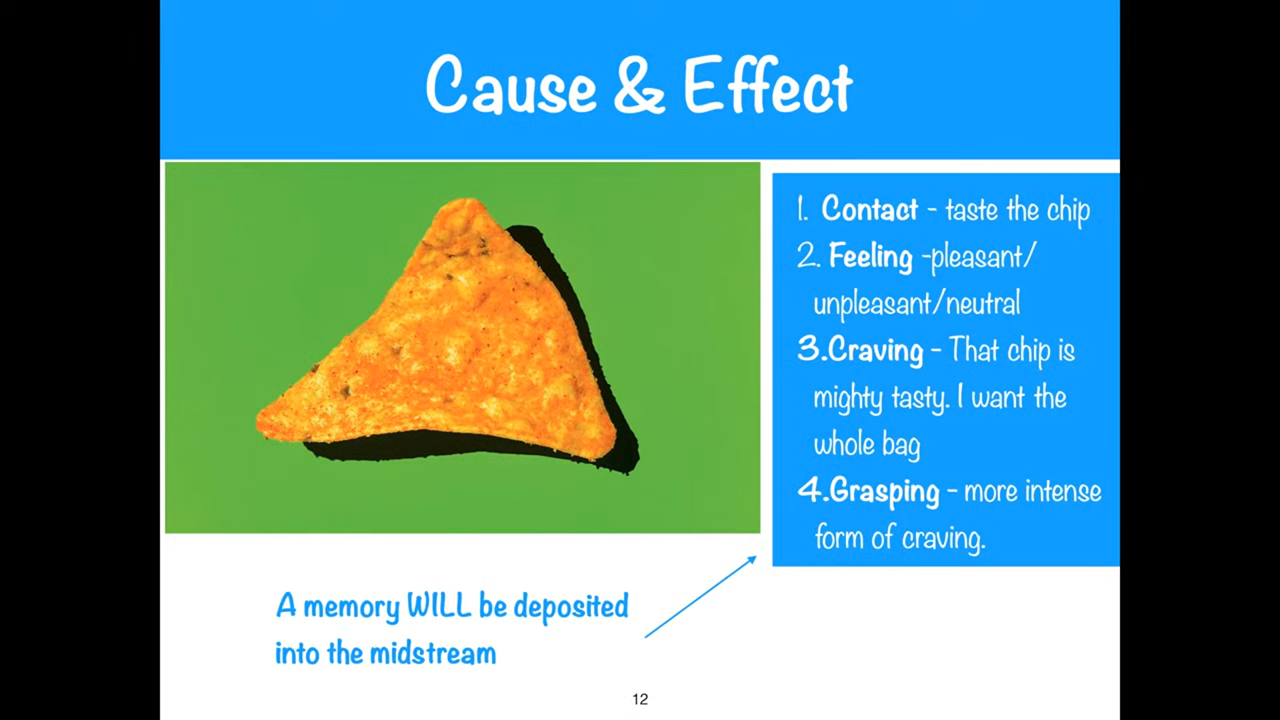 Cause & Effect
1. Contact - taste the chip
2. Feeling -pleasant/
unpleasant/neutral
3.Craving - That chip is
mighty tasty. I want the
whole bag
4.Grasping - more intense
form of craving.
A memory WILL be deposited
into the midstream
12